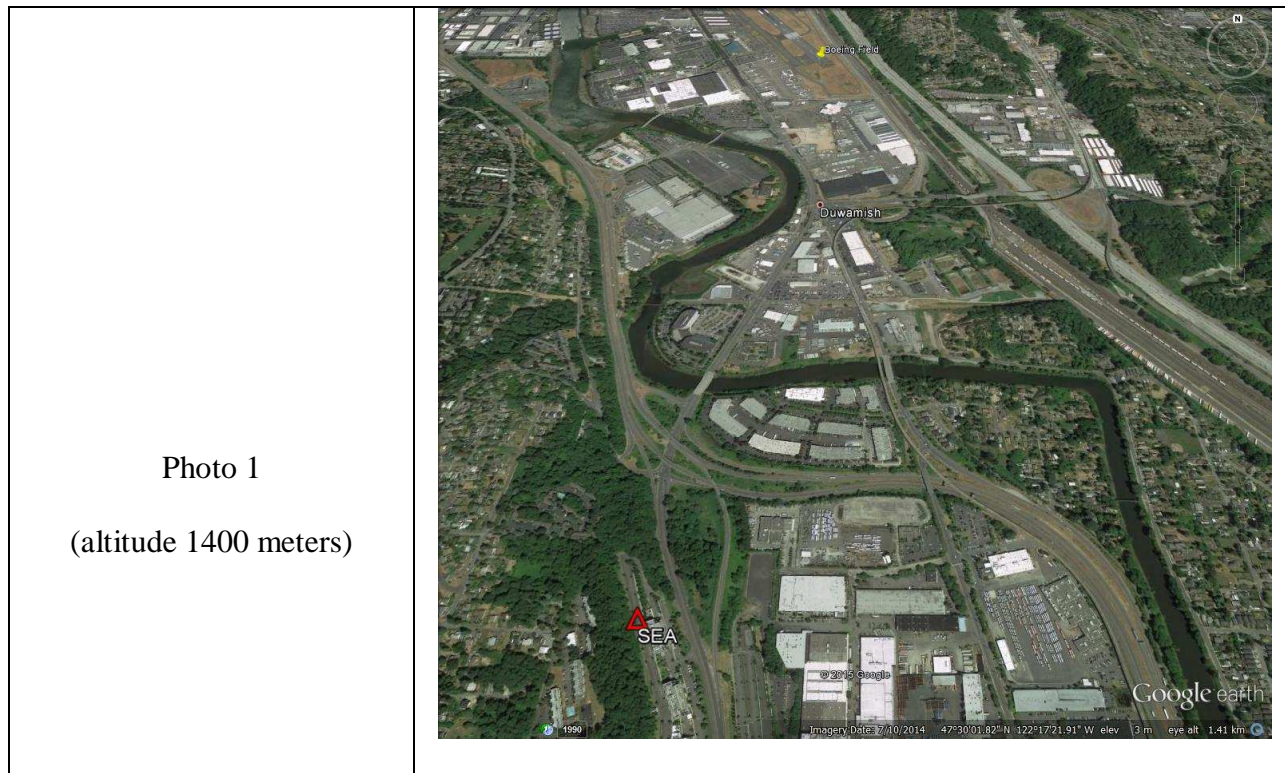 Photo 1
(altitude 1400 meters)
N
Boeing Field
Duwamish
SEA
© 2015 Google
Google earth
1990
Imagery Date: 7/10/2014 47°30'01.82" N 122°17'21.91" W elev 3 m eye alt 1.41 km